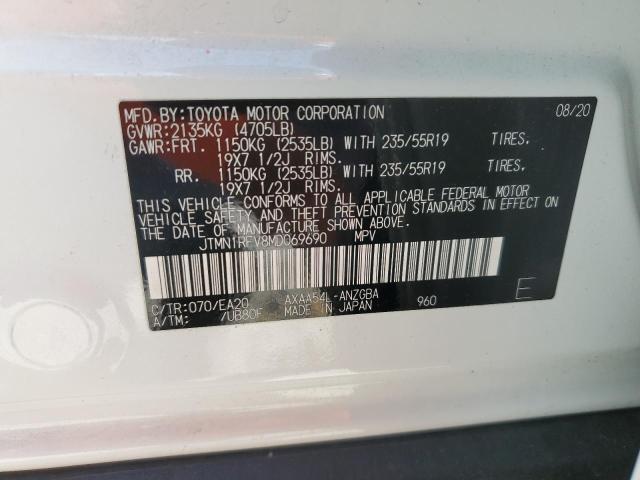 MFD.BY:TOYOTA MOTOR CORPORATION 08/20
GVWR:2135KG (4705LB)
GAWR:FRT. 1150KG (2535LB) WITH 235/55R19 TIRES.
19X7 1/2J RIMS.
RR. 1150KG (2535LB) WITH 235/55R19 TIRES.
19X7 1/2J RIMS.
THIS VEHICLE CONFORMS TO ALL APPLICABLE FEDERAL MOTOR
VEHICLE SAFETY AND THEFT PREVENTION STANDARDS IN EFFECT ON
THE DATE OF MANUFACTURE SHOWN ABOVE.
JTMN1RFV8MD069690 MPV
C/TR:070/EA20 AXAA54L-ANZGBA 960 E
A/TM: /UB80F MADE IN JAPAN